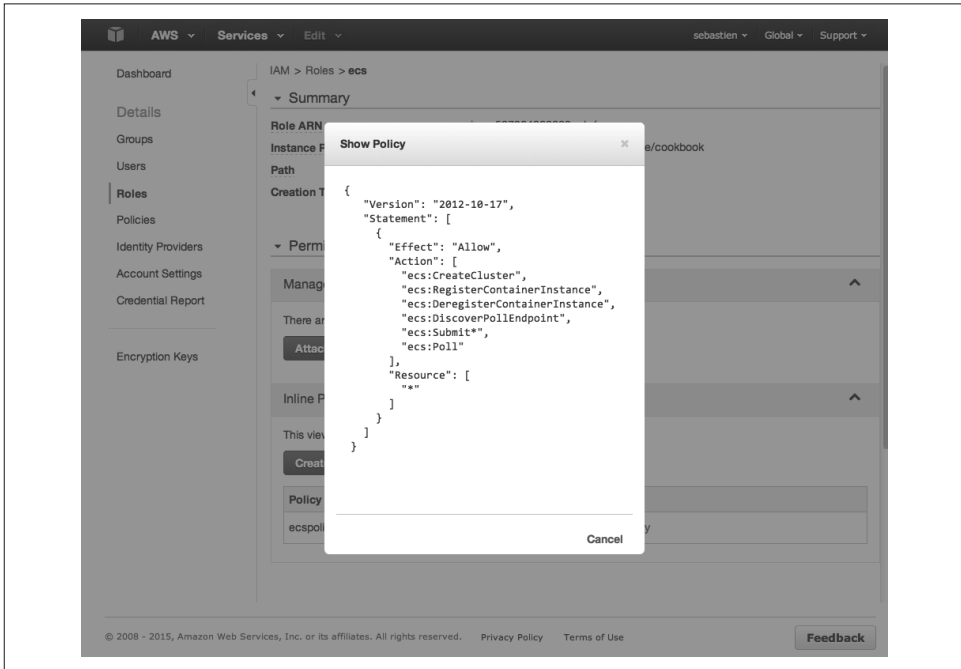 AWS Services Edit sebastien Global Support
Dashboard
Details
Groups
Users
Roles
Policies
Identity Providers
Account Settings
Credential Report
Encryption Keys
IAM > Roles > ecs
Summary
Role ARN
Instance P
e/cookbook
Path
Creation T
Permi
Manag
There ar
Attac
Inline P
This view
Creat
Policy
ecspoli
y
Show Policy
{
"Version": "2012-10-17",
"Statement": [
{
"Effect": "Allow",
"Action": [
"ecs:CreateCluster",
"ecs:RegisterContainerInstance",
"ecs:DeregisterContainerInstance",
"ecs:DiscoverPollEndpoint",
"ecs:Submit*",
"ecs:Poll"
],
"Resource": [
"*"
]
}
]
}
Cancel
© 2008 - 2015, Amazon Web Services, Inc. or its affiliates. All rights reserved. Privacy Policy Terms of Use Feedback